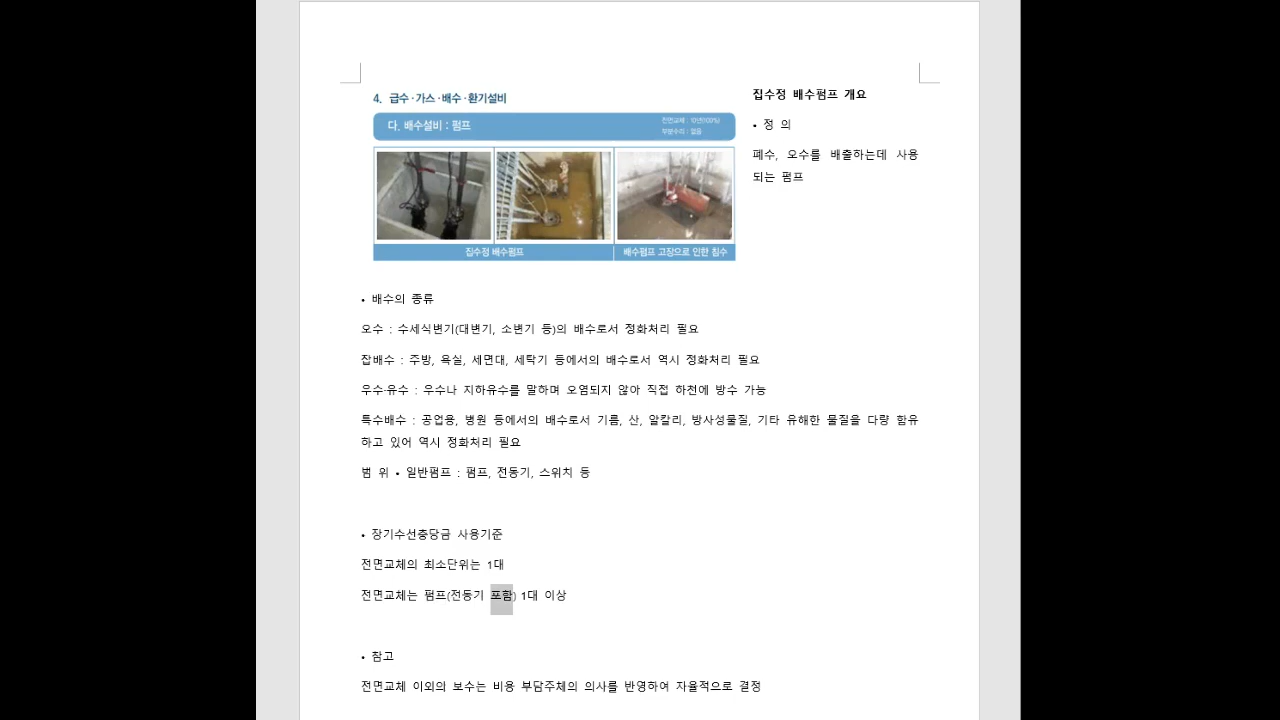 4. 급수·가스·배수·환기설비
다. 배수설비 : 펌프
전면교체 : 10년(100%)
부분수리 : 없음
집수정 배수펌프
배수펌프 고장으로 인한 침수
집수정 배수펌프 개요
• 정 의
폐수, 오수를 배출하는데 사용
되는 펌프
• 배수의 종류
오수 : 수세식변기(대변기, 소변기 등)의 배수로서 정화처리 필요
잡배수 : 주방, 욕실, 세면대, 세탁기 등에서의 배수로서 역시 정화처리 필요
우수·유수 : 우수나 지하유수를 말하며 오염되지 않아 직접 하천에 방수 가능
특수배수 : 공업용, 병원 등에서의 배수로서 기름, 산, 알칼리, 방사성물질, 기타 유해한 물질을 다량 함유
하고 있어 역시 정화처리 필요
범 위 • 일반펌프 : 펌프, 전동기, 스위치 등
• 장기수선충당금 사용기준
전면교체의 최소단위는 1대
전면교체는 펌프(전동기 포함) 1대 이상
• 참고
전면교체 이외의 보수는 비용 부담주체의 의사를 반영하여 자율적으로 결정